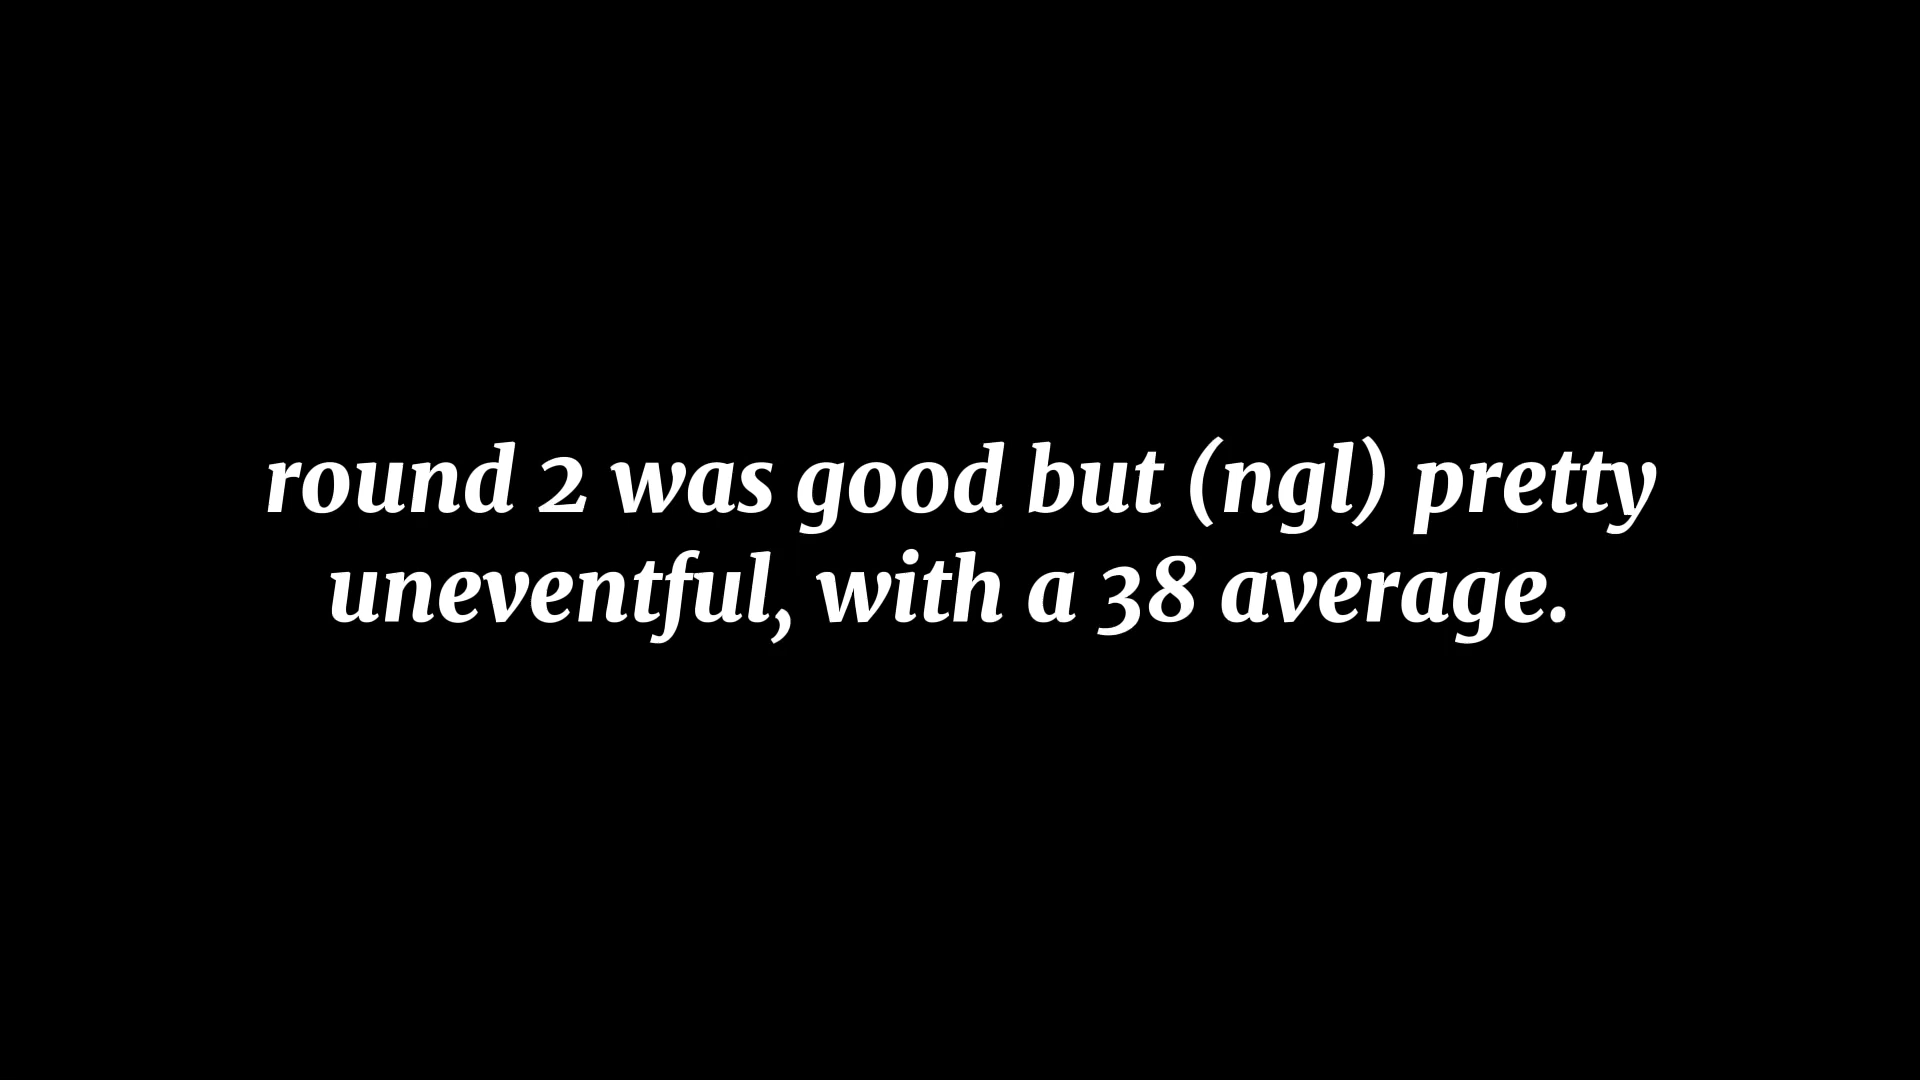 round 2 was good but (ngl) pretty
uneventful, with a 38 average.